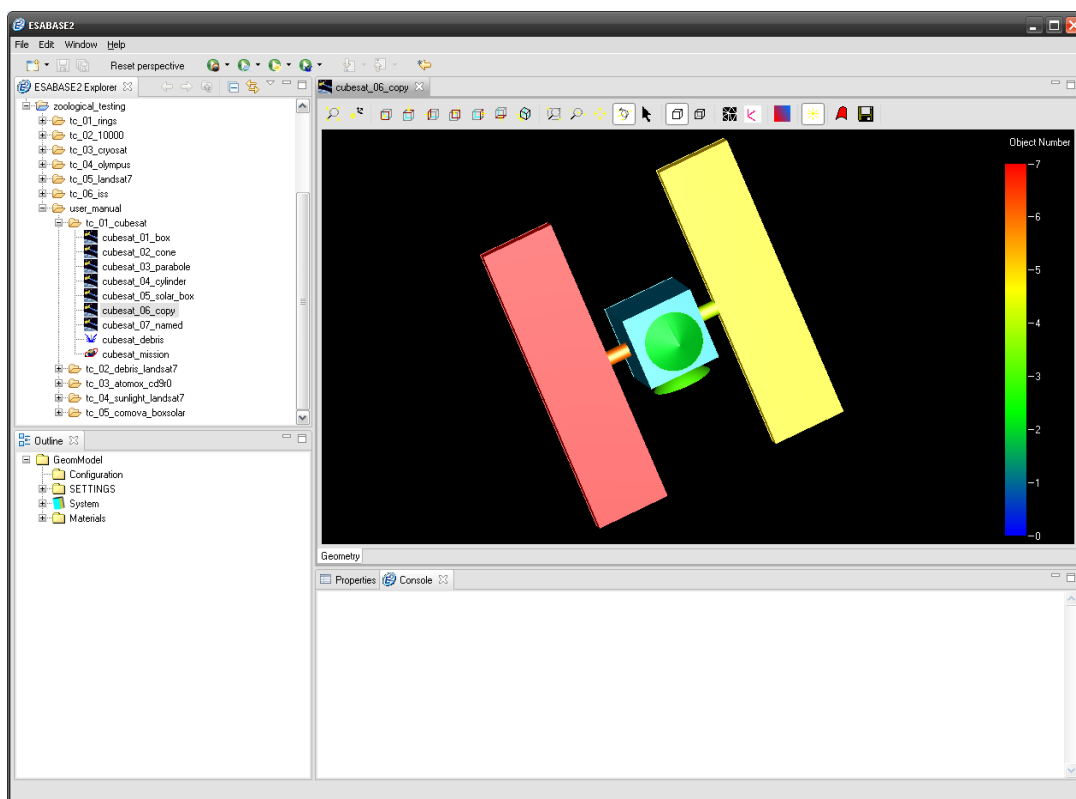 ESABASE2
File Edit Window Help
Reset perspective
ESABASE2 Explorer
zoological_testing
tc_01_rings
tc_02_10000
tc_03_cryosat
tc_04_olympus
tc_05_landsat7
tc_06_iss
user_manual
tc_01_cubesat
cubesat_01_box
cubesat_02_cone
cubesat_03_parabole
cubesat_04_cylinder
cubesat_05_solar_box
cubesat_06_copy
cubesat_07_named
cubesat_debris
cubesat_mission
tc_02_debris_landsat7
tc_03_atomox_cd9r0
tc_04_sunlight_landsat7
tc_05_comova_boxsolar
Outline
GeomModel
Configuration
SETTINGS
System
Materials
cubesat_06_copy
Object Number
7
6
5
4
3
2
1
0
Geometry
Properties Console